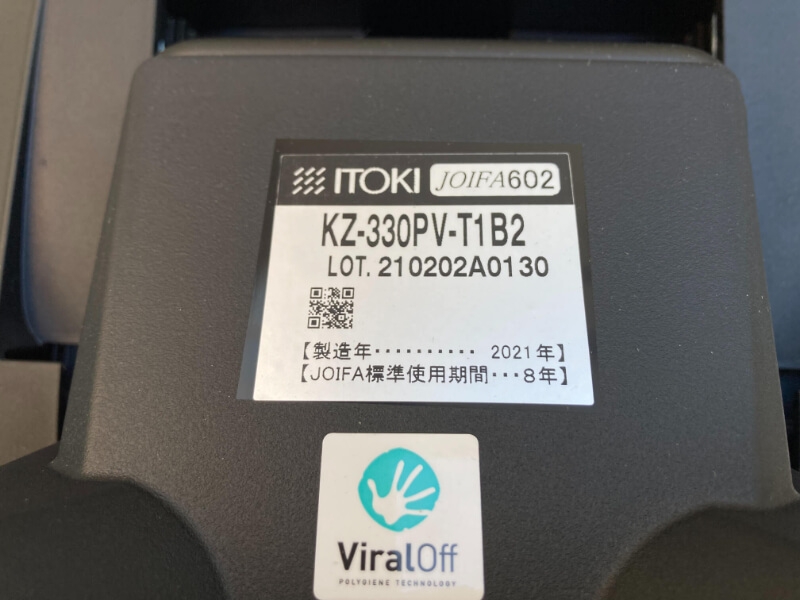 ITOKI JOIFA602
KZ-330PV-T1B2
LOT. 210202A0130
【製造年·········· 2021年】
【JOIFA標準使用期間···8年】
ViralOff
POLYGIENE TECHNOLOGY